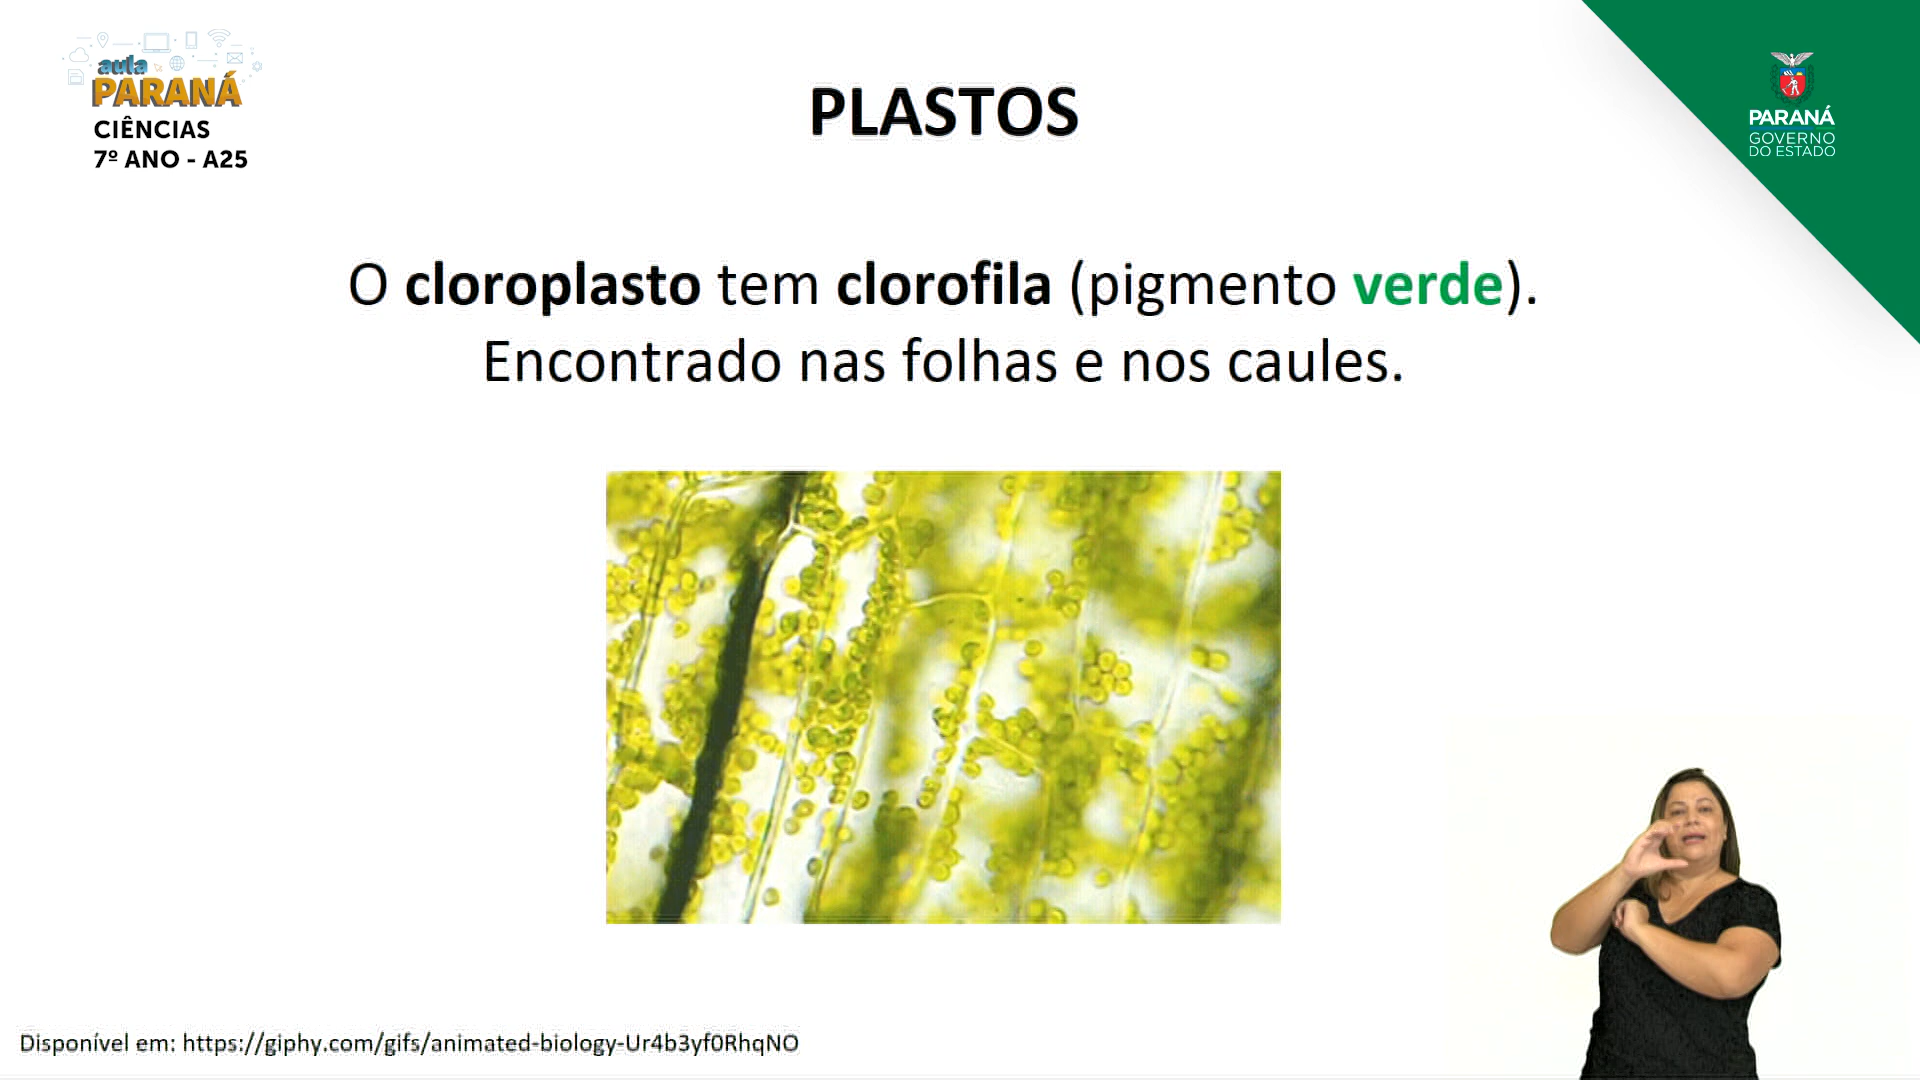 aula
PARANÁ
CIÊNCIAS
7º ANO - A25
PLASTOS
PARANÁ
GOVERNO
DO ESTADO
O cloroplasto tem clorofila (pigmento verde).
Encontrado nas folhas e nos caules.
Disponível em: https://giphy.com/gifs/animated-biology-Ur4b3yf0RhqNO